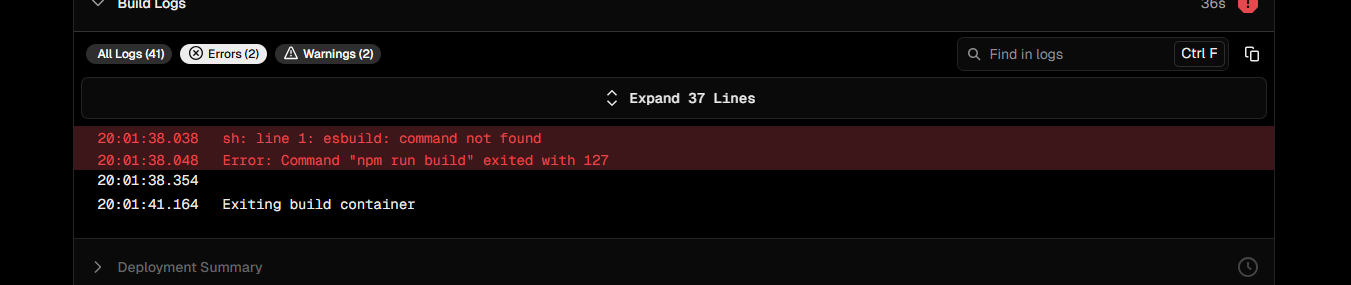 Build Logs 36s
All Logs (41) Errors (2) Warnings (2) Find in logs Ctrl F
Expand 37 Lines
20:01:38.038 sh: line 1: esbuild: command not found
20:01:38.048 Error: Command "npm run build" exited with 127
20:01:38.354
20:01:41.164 Exiting build container
Deployment Summary